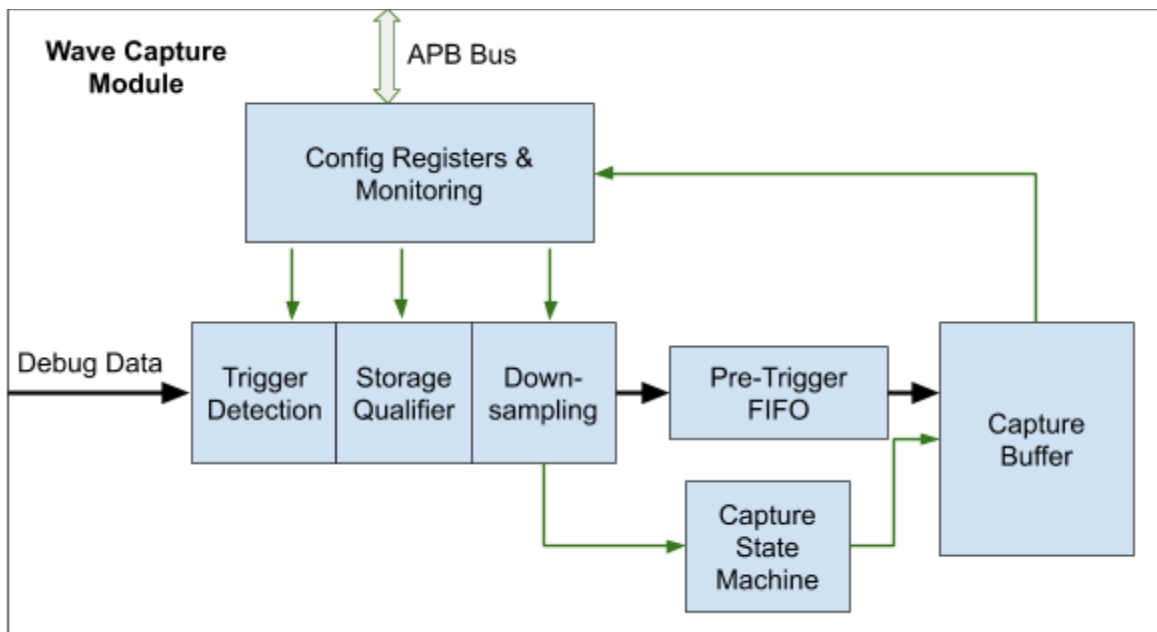 Wave Capture
Module
APB Bus
Config Registers &
Monitoring
Debug Data
Trigger
Detection
Storage
Qualifier
Down-
sampling
Pre-Trigger
FIFO
Capture
Buffer
Capture
State
Machine